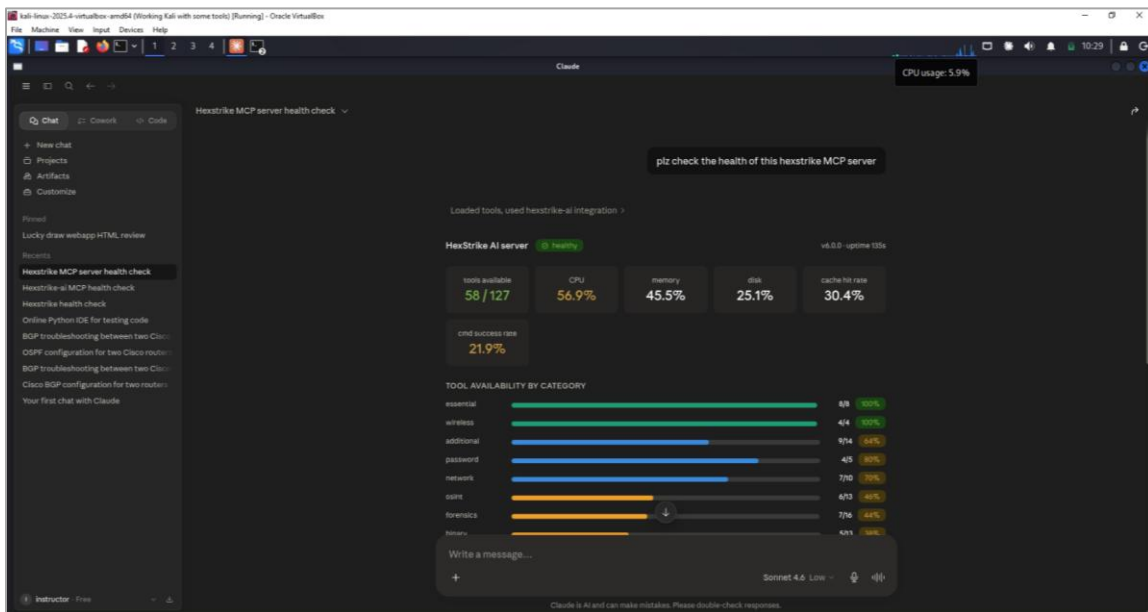 kali-linux-2025.4-virtualbox-amd64 (Working Kali with some tools) [Running] - Oracle VirtualBox
File Machine View Input Devices Help
1 2 3 4
10:29
Claude
CPU usage: 5.9%
Chat Cowork Code
Hexstrike MCP server health check
New chat
Projects
Artifacts
Customize
Pinned
Lucky draw webapp HTML review
Recents
Hexstrike MCP server health check
Hexstrike-ai MCP health check
Hexstrike health check
Online Python IDE for testing code
BGP troubleshooting between two Cisco
OSPF configuration for two Cisco routers
BGP troubleshooting between two Cisco
Cisco BGP configuration for two routers
Your first chat with Claude
instructor · Free
plz check the health of this hexstrike MCP server
Loaded tools, used hexstrike-ai integration >
HexStrike AI server healthy v6.0.0 · uptime 135s
tools available CPU memory disk cache hit rate
58 / 127 56.9% 45.5% 25.1% 30.4%
cmd success rate
21.9%
TOOL AVAILABILITY BY CATEGORY
essential 8/8 100%
wireless 4/4 100%
additional 9/14 64%
password 4/5 80%
network 7/10 70%
osint 6/13 46%
forensics 7/16 44%
binary 5/13 38%
Write a message...
Sonnet 4.6 Low
Claude is AI and can make mistakes. Please double-check responses.